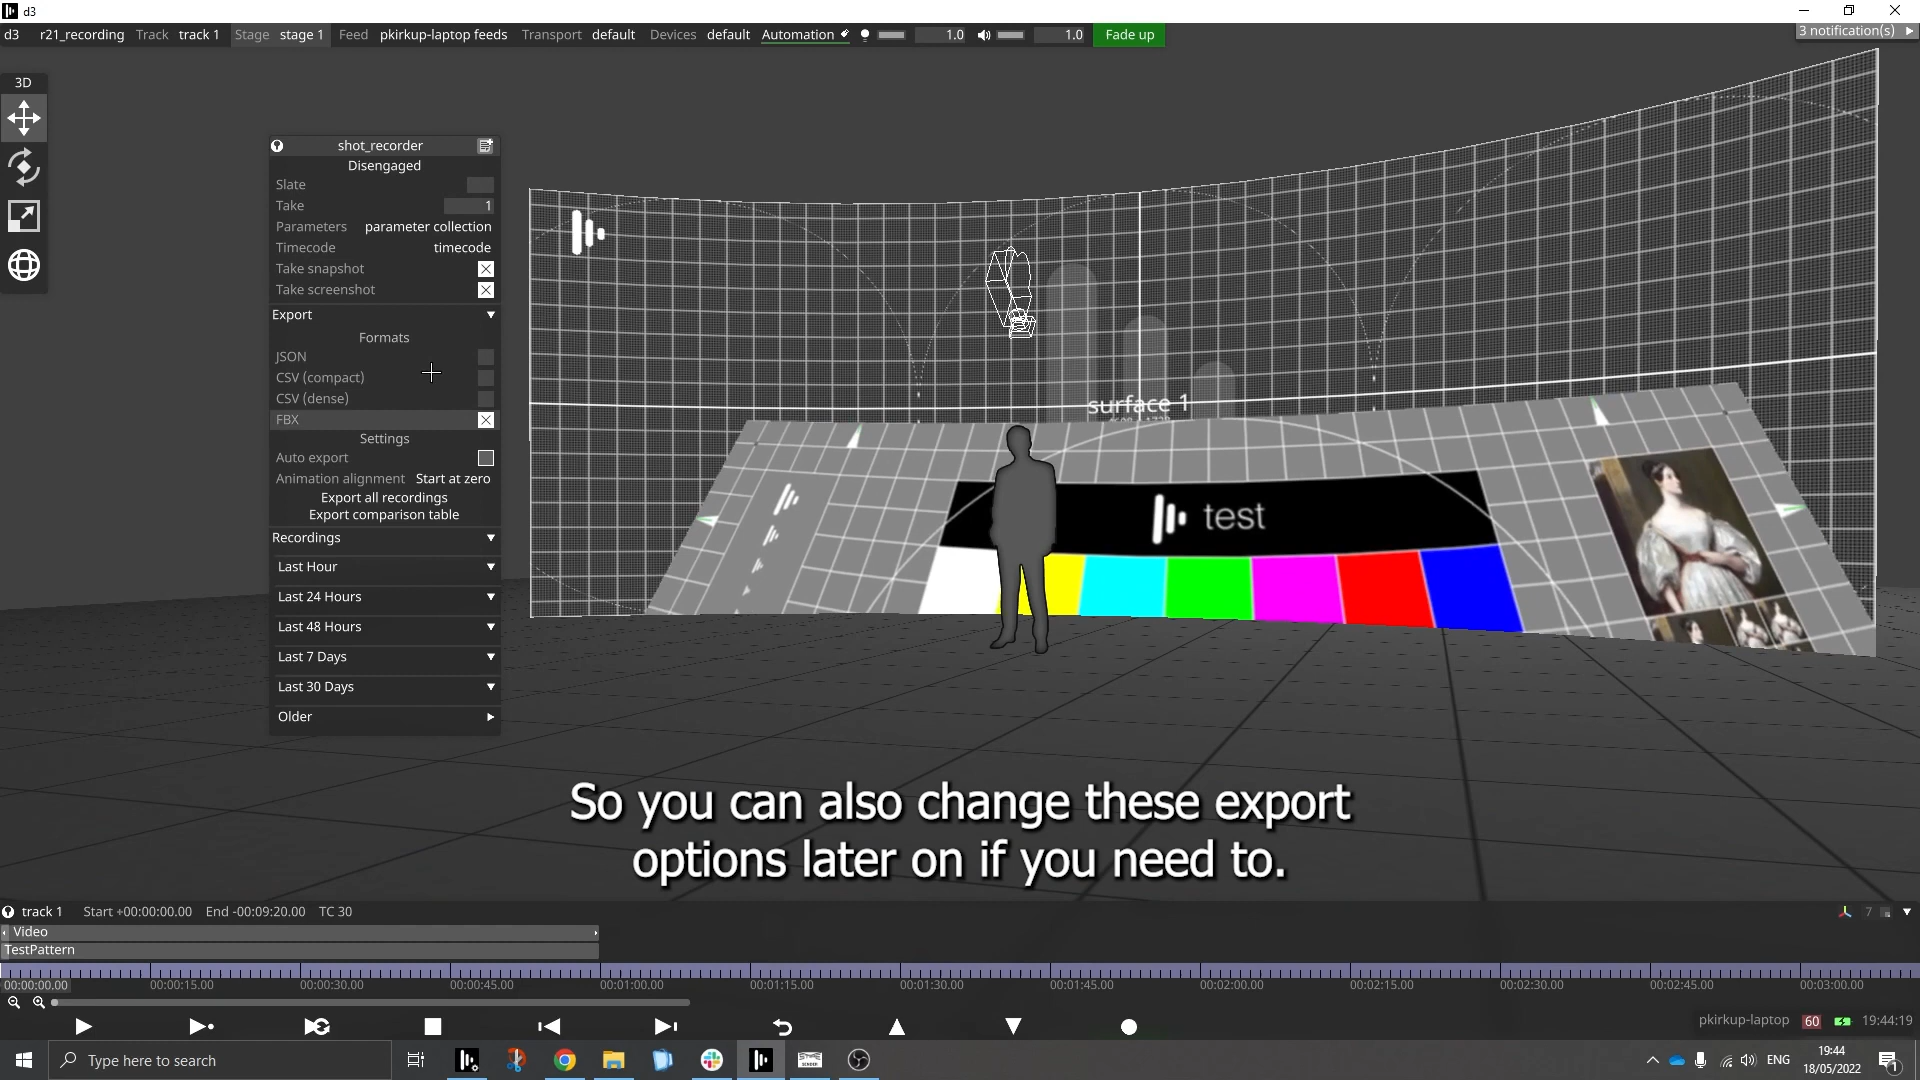 d3
d3 r21_recording Track track 1 Stage stage 1 Feed pkirkup-laptop feeds Transport default Devices default Automation 1.0 1.0 Fade up
3 notification(s)
3D
shot_recorder
Disengaged
Slate
Take 1
Parameters parameter collection
Timecode timecode
Take snapshot
Take screenshot
Export
Formats
JSON
CSV (compact)
CSV (dense)
FBX
Settings
Auto export
Animation alignment Start at zero
Export all recordings
Export comparison table
Recordings
Last Hour
Last 24 Hours
Last 48 Hours
Last 7 Days
Last 30 Days
Older
surface 1
test
So you can also change these export
options later on if you need to.
track 1 Start +00:00:00.00 End -00:09:20.00 TC 30
7
Video
TestPattern
00:00:00.00 00:00:15.00 00:00:30.00 00:00:45.00 00:01:00.00 00:01:15.00 00:01:30.00 00:01:45.00 00:02:00.00 00:02:15.00 00:02:30.00 00:02:45.00 00:03:00.00
pkirkup-laptop 60 19:44:19
Type here to search
ENG
19:44
18/05/2022
1